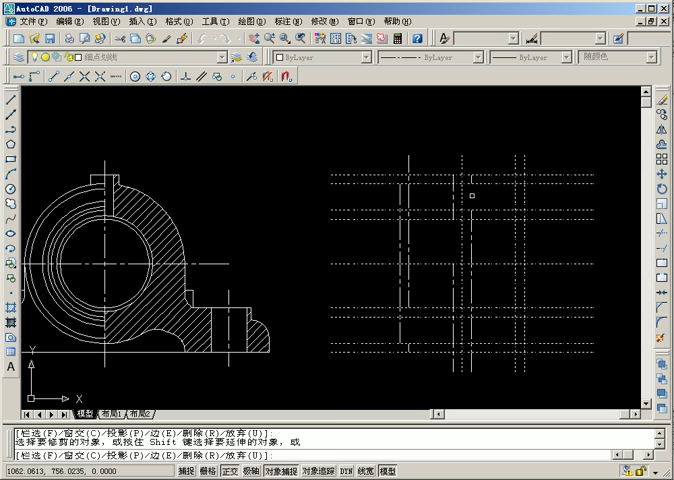 AutoCAD 2006 - [Drawing1.dwg]
文件(F) 编辑(E) 视图(V) 插入(I) 格式(O) 工具(T) 绘图(D) 标注(N) 修改(M) 窗口(W) 帮助(H)
细点划线 ByLayer ByLayer ByLayer 随颜色
Y
X
模型 布局1 布局2
[栏选(F)/窗交(C)/投影(P)/边(E)/删除(R)/放弃(U)]:
选择要修剪的对象，或按住 Shift 键选择要延伸的对象，或
[栏选(F)/窗交(C)/投影(P)/边(E)/删除(R)/放弃(U)]:
1062.0613, 756.0235, 0.0000 捕捉 栅格 正交 极轴 对象捕捉 对象追踪 DYN 线宽 模型